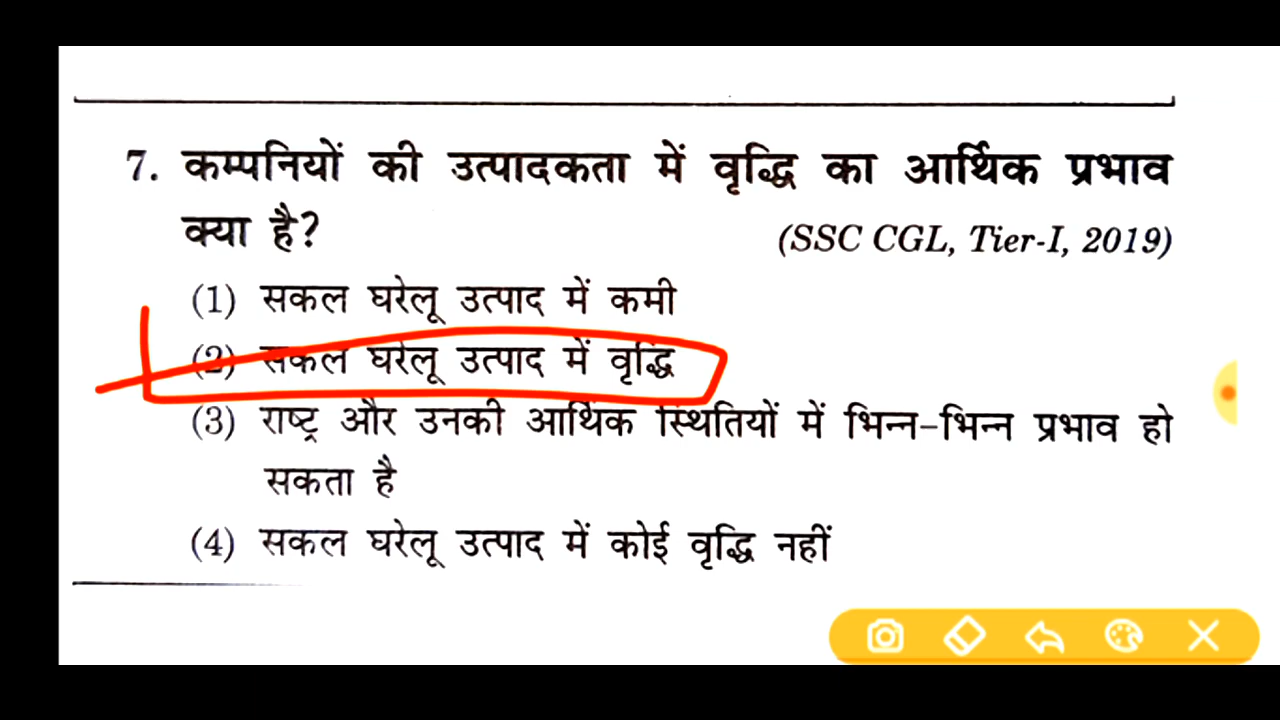 7. कम्पनियों की उत्पादकता में वृद्धि का आर्थिक प्रभाव
क्या है? (SSC CGL, Tier-I, 2019)
(1) सकल घरेलू उत्पाद में कमी
(2) सकल घरेलू उत्पाद में वृद्धि
(3) राष्ट्र और उनकी आर्थिक स्थितियों में भिन्न-भिन्न प्रभाव हो
सकता है
(4) सकल घरेलू उत्पाद में कोई वृद्धि नहीं